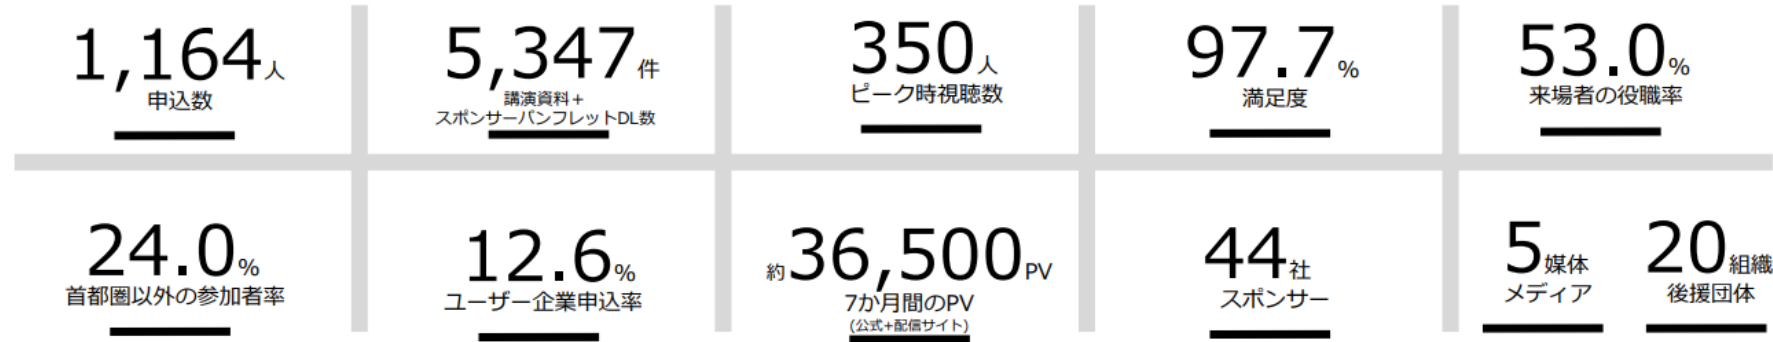 1,164人
申込数
5,347件
講演資料+
スポンサーパンフレットDL数
350人
ピーク時視聴数
97.7%
満足度
53.0%
来場者の役職率
24.0%
首都圏以外の参加者率
12.6%
ユーザー企業申込率
約36,500PV
7か月間のPV
(公式+配信サイト)
44社
スポンサー
5媒体
メディア
20組織
後援団体